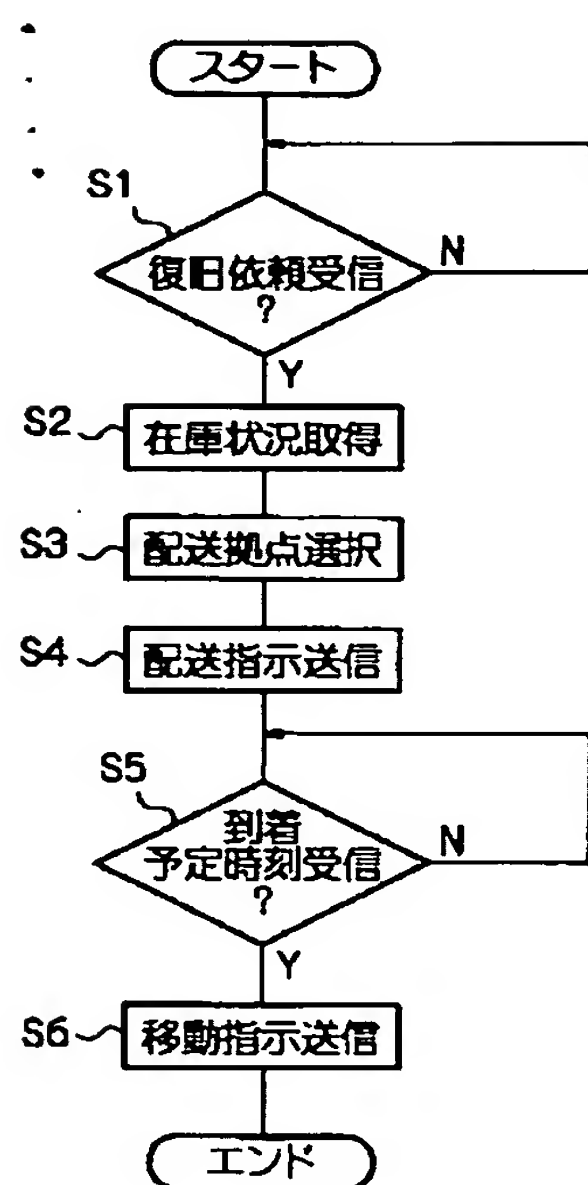 スタート
S1
復旧依頼受信
?
N
Y
S2
在庫状況取得
S3
配送拠点選択
S4
配送指示送信
S5
到着
予定時刻受信
?
N
Y
S6
移動指示送信
エンド